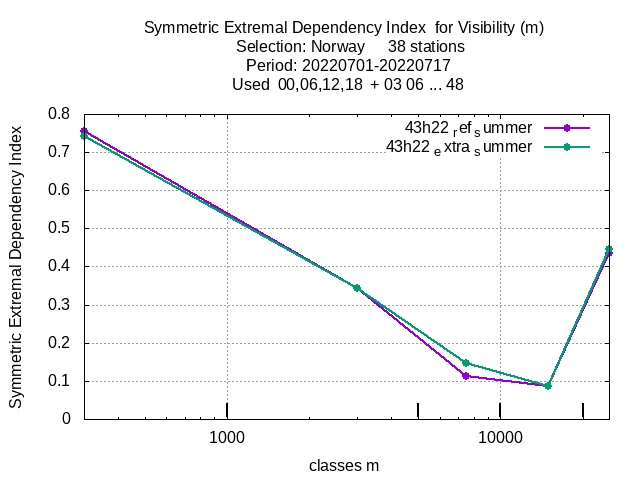 Symmetric Extremal Dependency Index for Visibility (m)
Selection: Norway 38 stations
Period: 20220701-20220717
Used 00,06,12,18 + 03 06 ... 48
43h22 ref summer
43h22 extra summer
0.8
0.7
0.6
0.5
0.4
0.3
0.2
0.1
0
Symmetric Extremal Dependency Index
1000
10000
classes m